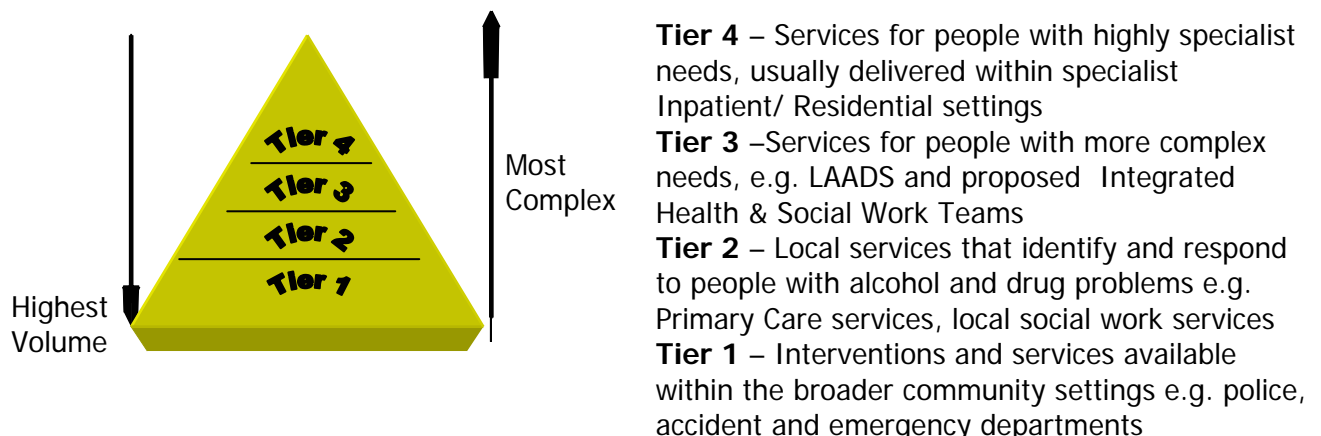 Tier 4
Tier 3
Tier 2
Tier 1
Highest
Volume
Most
Complex
Tier 4 – Services for people with highly specialist
needs, usually delivered within specialist
Inpatient/ Residential settings
Tier 3 –Services for people with more complex
needs, e.g. LAADS and proposed  Integrated
Health & Social Work Teams
Tier 2 – Local services that identify and respond
to people with alcohol and drug problems e.g.
Primary Care services, local social work services
Tier 1 – Interventions and services available
within the broader community settings e.g. police,
accident and emergency departments